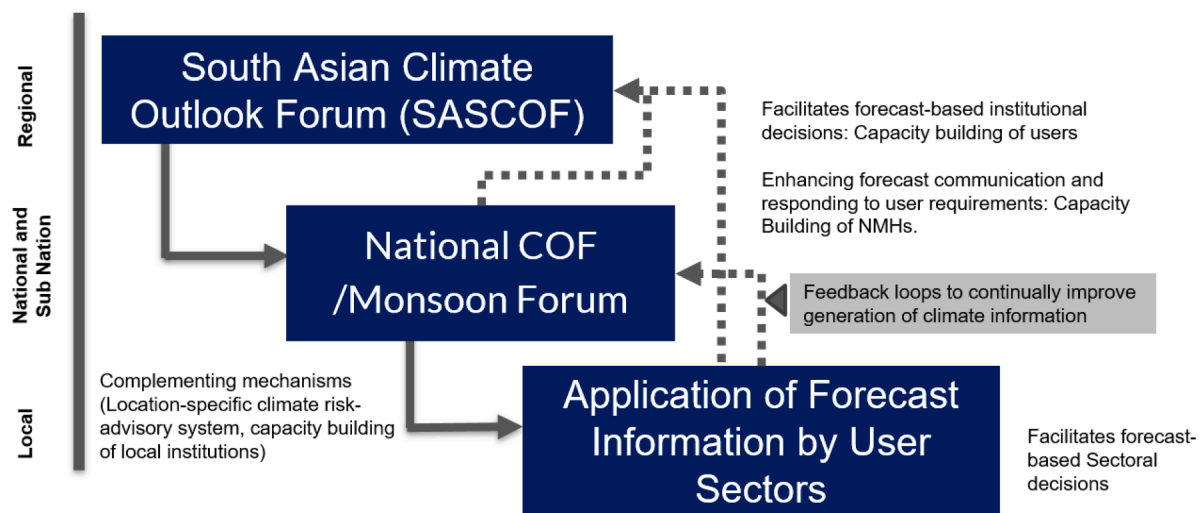 Regional
South Asian Climate
Outlook Forum (SASCOF)
Facilitates forecast-based institutional
decisions: Capacity building of users
Enhancing forecast communication and
responding to user requirements: Capacity
Building of NMHs.
National and
Sub Nation
National COF
/Monsoon Forum
Feedback loops to continually improve
generation of climate information
Local
Complementing mechanisms
(Location-specific climate risk-
advisory system, capacity building
of local institutions)
Application of Forecast
Information by User
Sectors
Facilitates forecast-
based Sectoral
decisions